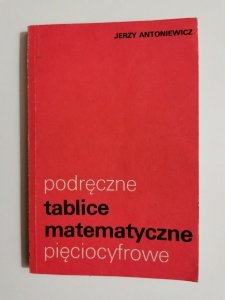 JERZY ANTONIEWICZ
podręczne
tablice
matematyczne
pięciocyfrowe